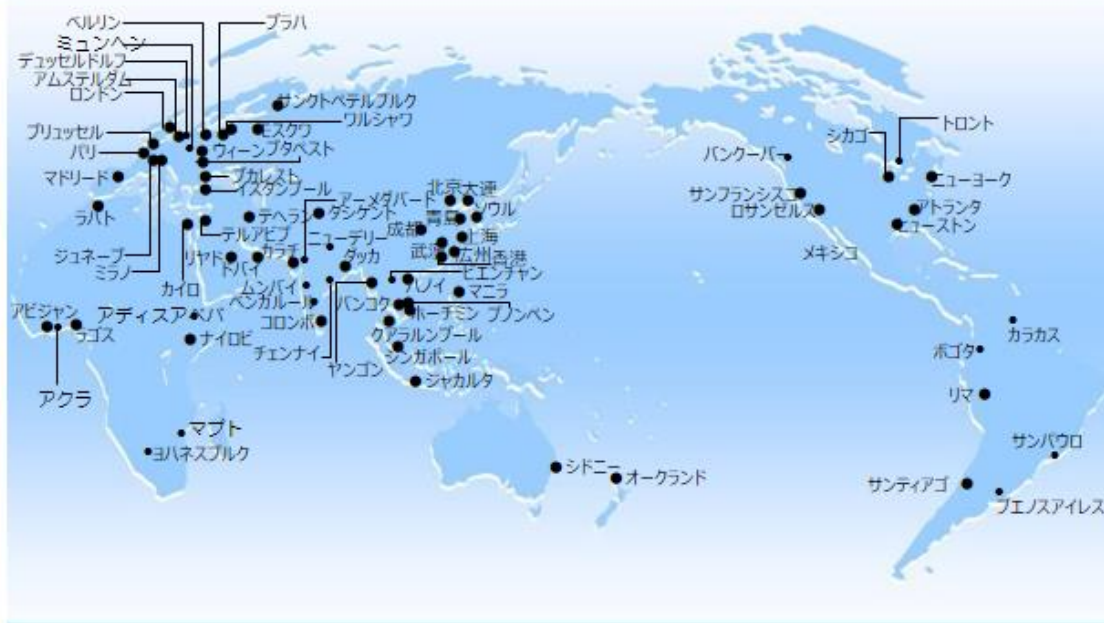 ベルリン
プラハ
ミュンヘン
デュッセルドルフ
アムステルダム
ロンドン
サンクトペテルブルク
ワルシャワ
ブリュッセル
モスクワ
パリ
ウィーン
ブタペスト
マドリード
ブカレスト
イスタンブール
アーメダバード
北京
大連
ラバト
テヘラン
タシケント
青島
ソウル
テルアビブ
ニューデリー
成都
上海
ジュネーブ
リヤド
カラチ
ダッカ
武漢
広州
香港
ミラノ
ドバイ
ビエンチャン
カイロ
ムンバイ
ハノイ
マニラ
ベンガルール
バンコク
ホーチミン
プノンペン
アビジャン
アディスアベバ
ラゴス
コロンボ
クアラルンプール
ナイロビ
チェンナイ
シンガポール
ヤンゴン
ジャカルタ
アクラ
マプト
ヨハネスブルク
シドニー
オークランド
トロント
シカゴ
バンクーバー
ニューヨーク
サンフランシスコ
ロサンゼルス
アトランタ
ヒューストン
メキシコ
カラカス
ボゴタ
リマ
サンパウロ
サンティアゴ
ブエノスアイレス